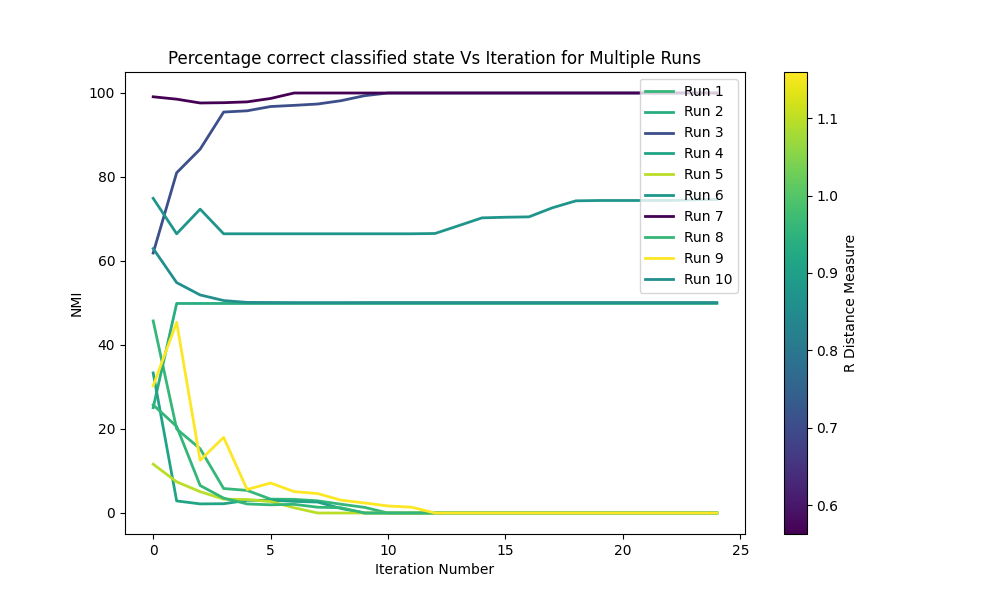 Percentage correct classified state Vs Iteration for Multiple Runs
NMI
100
80
60
40
20
0
0
5
10
15
20
25
Iteration Number
Run 1
Run 2
Run 3
Run 4
Run 5
Run 6
Run 7
Run 8
Run 9
Run 10
1.1
1.0
0.9
0.8
0.7
0.6
R Distance Measure